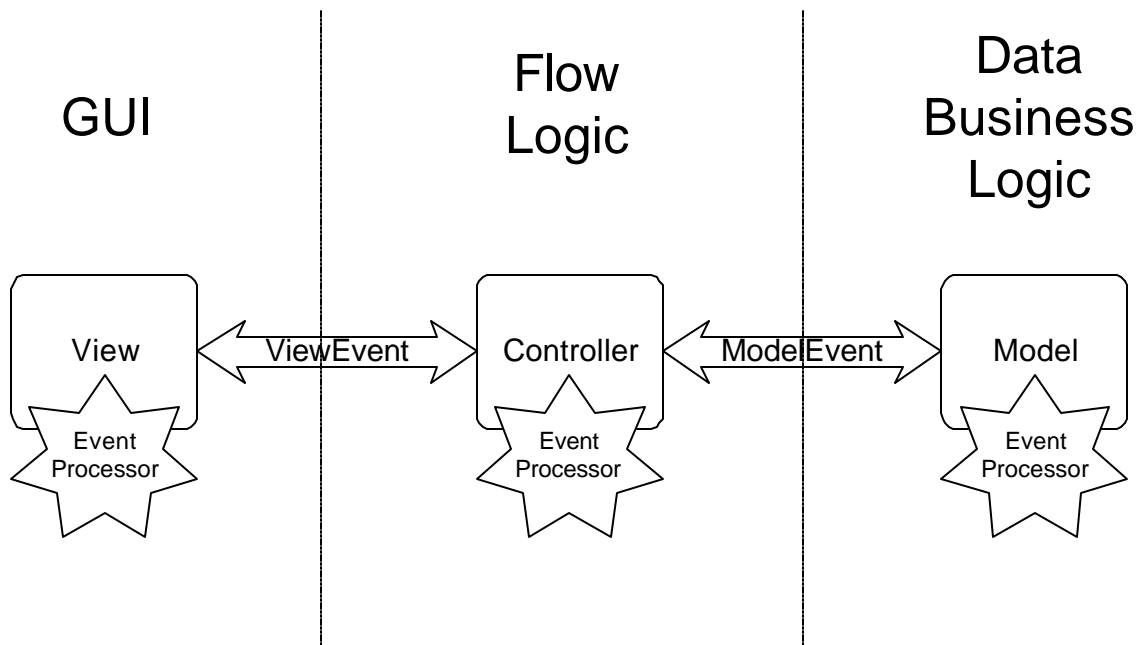 GUI
Flow
Logic
Data
Business
Logic
View
ViewEvent
Controller
ModelEvent
Model
Event
Processor
Event
Processor
Event
Processor